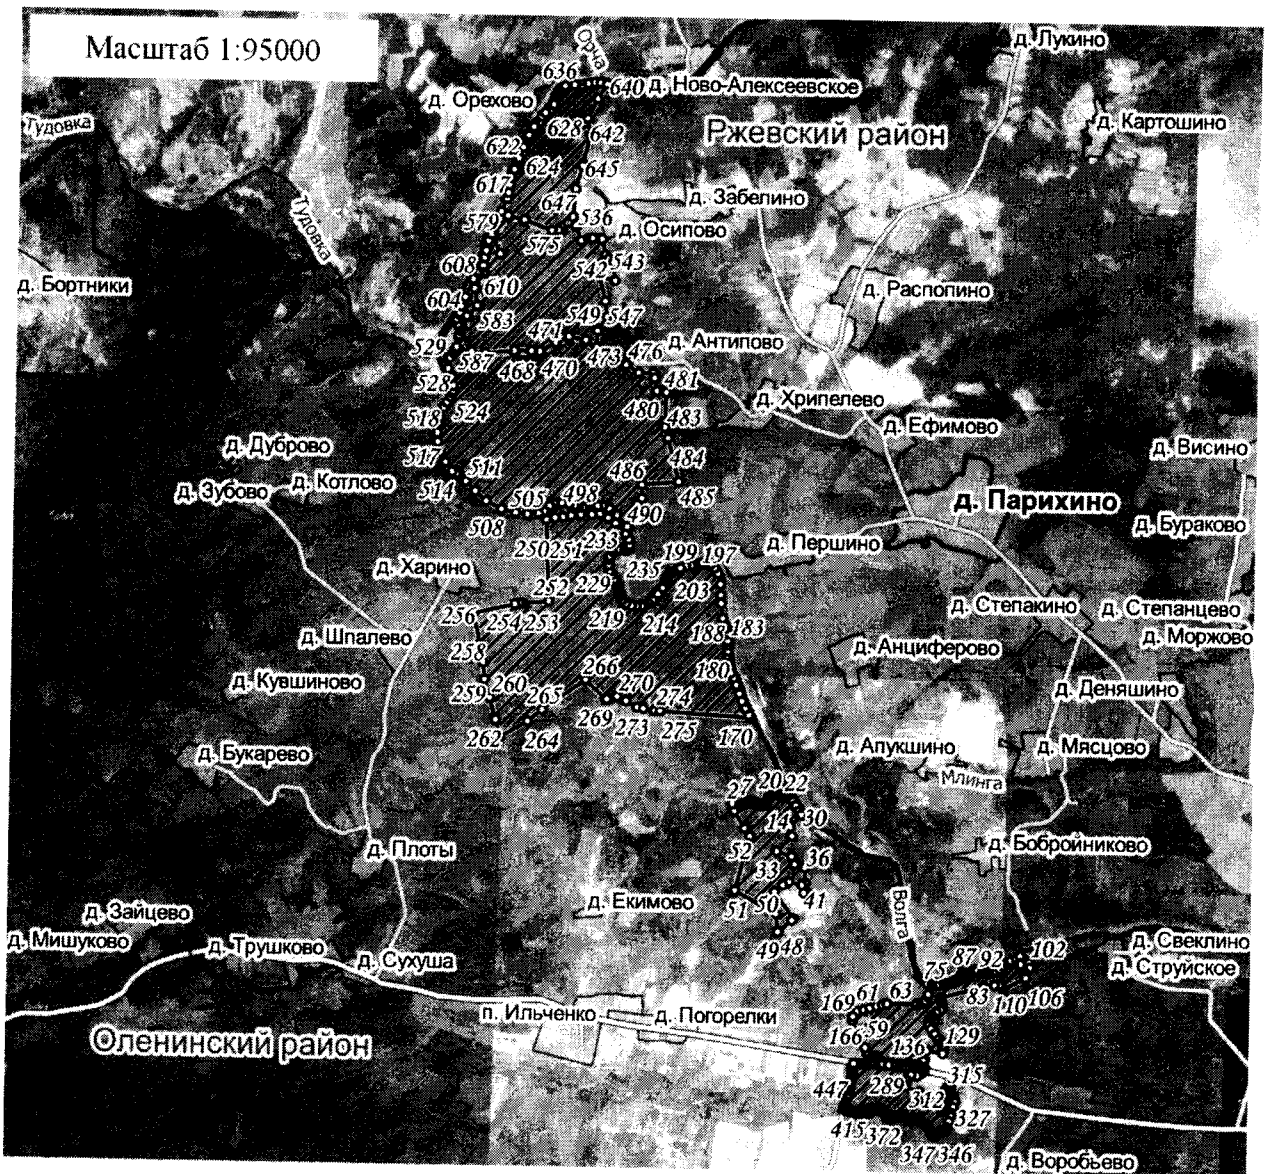 Масштаб 1:95000
Орча
д. Лукино
636
640 д. Ново-Алексеевское
д. Орехово
628
642
Ржевский район
д. Картошино
Тудовка
622
624
645
617
д. Забелино
Тудовка
647
536
579
575
д. Осипово
542
543
608
д. Бортники
610
д. Распопино
604
583
549
547
471
529
587
468
470
473
476
д. Антипово
528
481
480
д. Хрипелево
518
524
483
д. Ефимово
д. Дуброво
д. Висино
517
511
486
484
д. Зубово
д. Котлово
514
485
д. Парихино
505
498
508
490
д. Бураково
250
251
233
д. Першино
д. Харино
235
199
197
252
229
203
256
254
253
219
214
д. Степакино
д. Степанцево
д. Шпалево
188
183
д. Моржово
258
д. Анциферово
266
180
д. Кувшиново
259
260
265
270
274
д. Деняшино
269
273
275
262
264
170
д. Букарево
д. Апукшино
д. Мясцово
Млинга
27
20
22
14
30
д. Плоты
52
д. Бобройниково
33
36
д. Екимово
51
50
41
Волга
д. Зайцево
49
48
д. Мишуково
д. Трушково
д. Сухуша
102
д. Свеклино
87
92
75
д. Струйское
169
61
63
83
110
106
п. Ильченко
д. Погорелки
166
59
129
Оленинский район
136
447
289
315
312
327
415
372
347
346
д. Воробьево